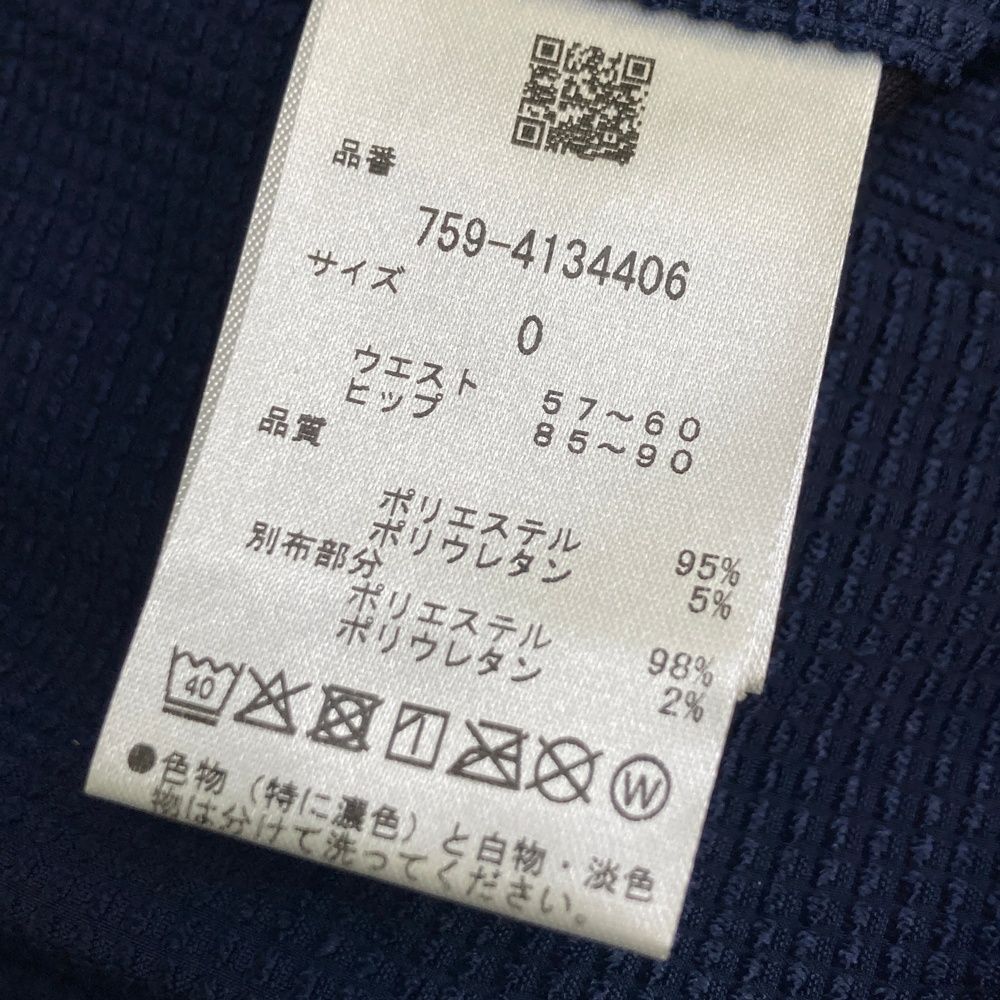 品番
759-4134406
サイズ
0
ウエスト 57～60
ヒップ 85～90
品質
ポリエステル 95%
ポリウレタン 5%
別布部分
ポリエステル 98%
ポリウレタン 2%
40
W
●色物（特に濃色）と白物・淡色
物は分けて洗ってください。